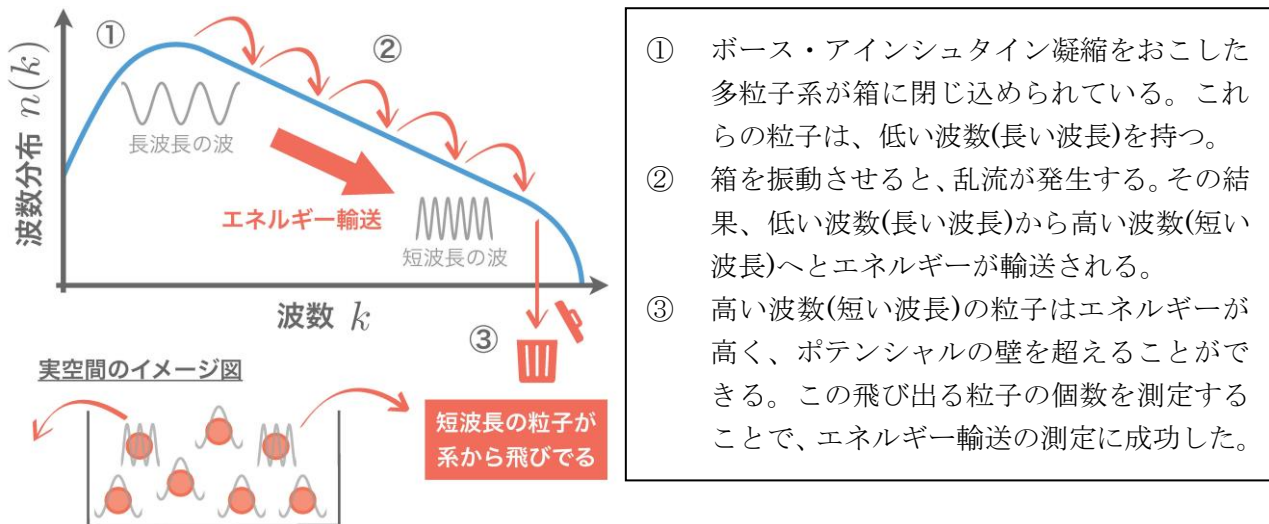 ①
②
波数分布 n(k)
長波長の波
エネルギー輸送
短波長の波
波数 k
③
実空間のイメージ図
短波長の粒子が
系から飛びでる
① ボース・アインシュタイン凝縮をおこした
多粒子系が箱に閉じ込められている。これ
らの粒子は、低い波数(長い波長)を持つ。
② 箱を振動させると、乱流が発生する。その結
果、低い波数(長い波長)から高い波数(短い
波長)へとエネルギーが輸送される。
③ 高い波数(短い波長)の粒子はエネルギーが
高く、ポテンシャルの壁を超えることがで
きる。この飛び出る粒子の個数を測定する
ことで、エネルギー輸送の測定に成功した。